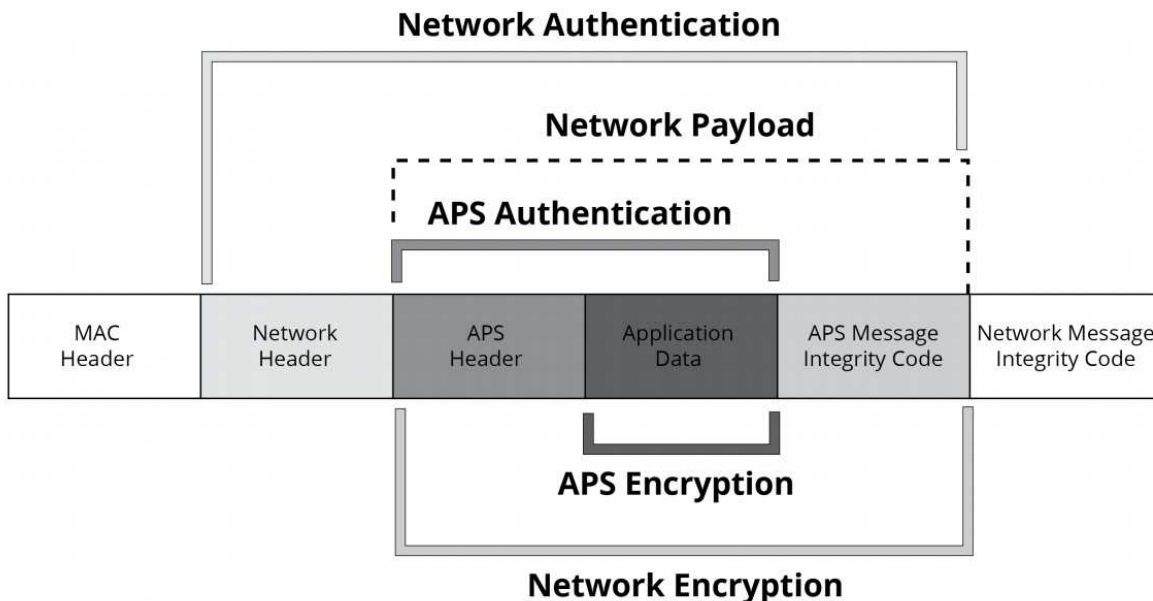 Network Authentication
Network Payload
APS Authentication
MAC
Header
Network
Header
APS
Header
Application
Data
APS Message
Integrity Code
Network Message
Integrity Code
APS Encryption
Network Encryption